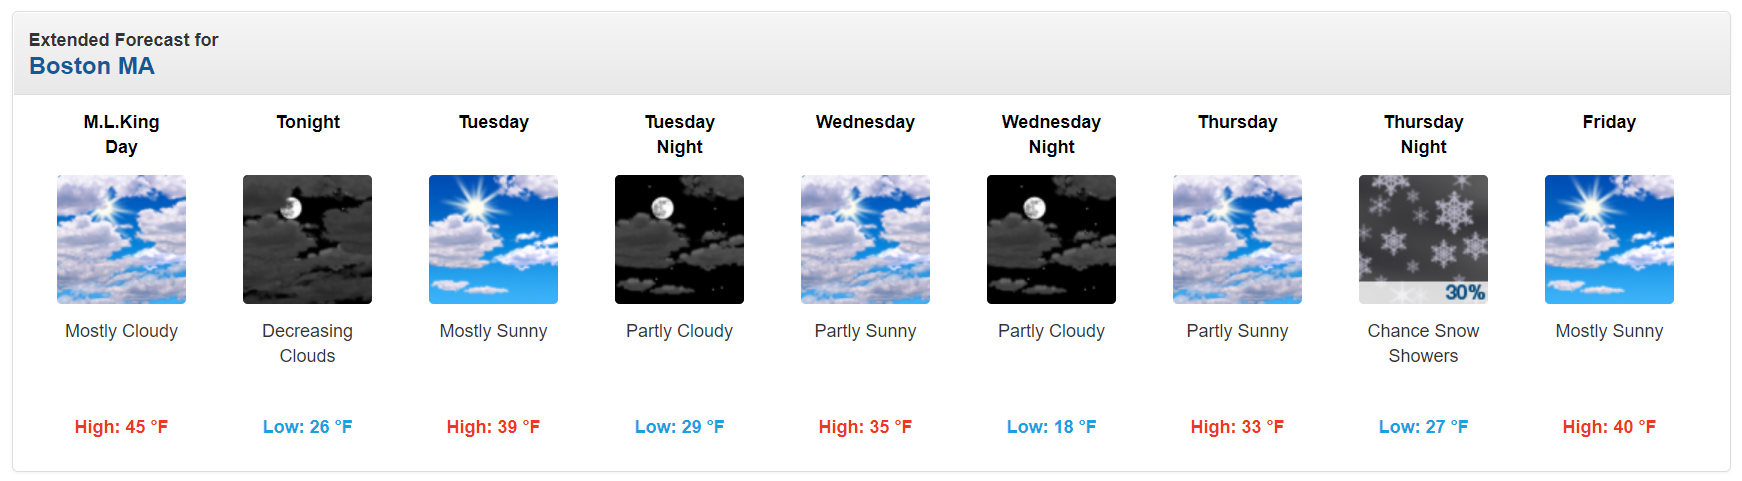 Extended Forecast for
Boston MA
M.L.King
Day
Tonight
Tuesday
Tuesday
Night
Wednesday
Wednesday
Night
Thursday
Thursday
Night
Friday
30%
Mostly Cloudy
Decreasing
Clouds
Mostly Sunny
Partly Cloudy
Partly Sunny
Partly Cloudy
Partly Sunny
Chance Snow
Showers
Mostly Sunny
High: 45 °F
Low: 26 °F
High: 39 °F
Low: 29 °F
High: 35 °F
Low: 18 °F
High: 33 °F
Low: 27 °F
High: 40 °F